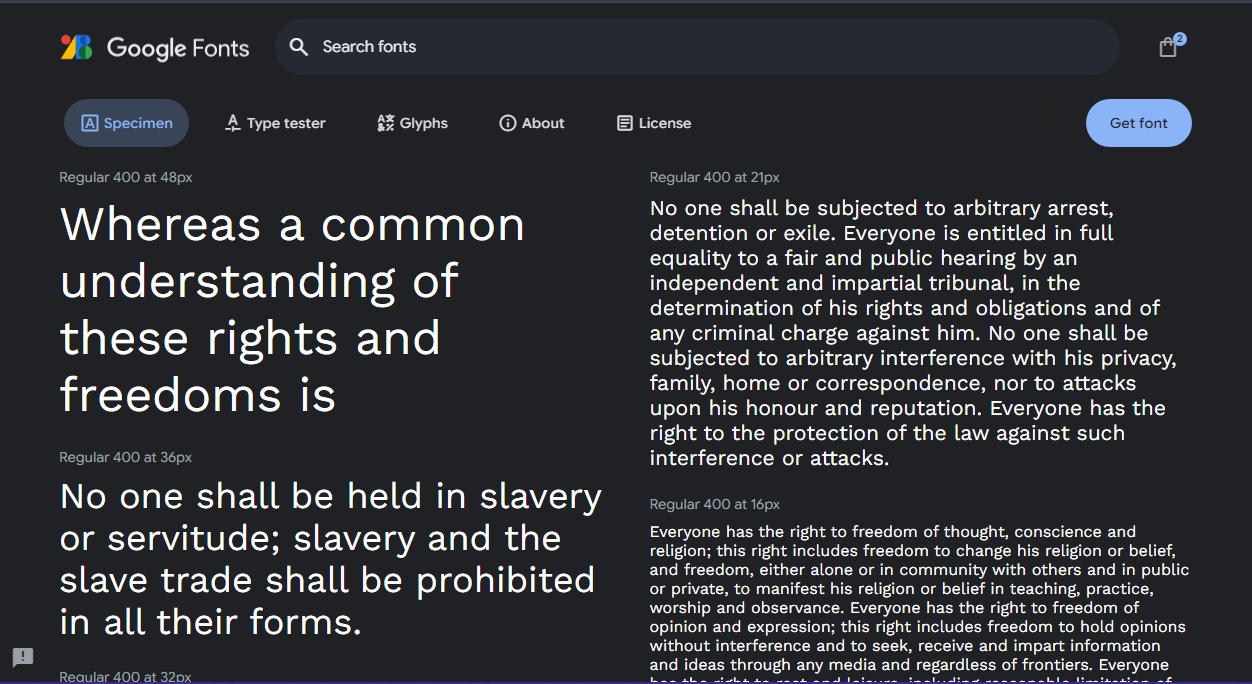 Google Fonts
Search fonts
2
Specimen
Type tester
Glyphs
About
License
Get font
Regular 400 at 48px
Whereas a common
understanding of
these rights and
freedoms is
Regular 400 at 36px
No one shall be held in slavery
or servitude; slavery and the
slave trade shall be prohibited
in all their forms.
Regular 400 at 32px
Regular 400 at 21px
No one shall be subjected to arbitrary arrest,
detention or exile. Everyone is entitled in full
equality to a fair and public hearing by an
independent and impartial tribunal, in the
determination of his rights and obligations and of
any criminal charge against him. No one shall be
subjected to arbitrary interference with his privacy,
family, home or correspondence, nor to attacks
upon his honour and reputation. Everyone has the
right to the protection of the law against such
interference or attacks.
Regular 400 at 16px
Everyone has the right to freedom of thought, conscience and
religion; this right includes freedom to change his religion or belief,
and freedom, either alone or in community with others and in public
or private, to manifest his religion or belief in teaching, practice,
worship and observance. Everyone has the right to freedom of
opinion and expression; this right includes freedom to hold opinions
without interference and to seek, receive and impart information
and ideas through any media and regardless of frontiers. Everyone
has the right to rest and leisure, including reasonable limitation of